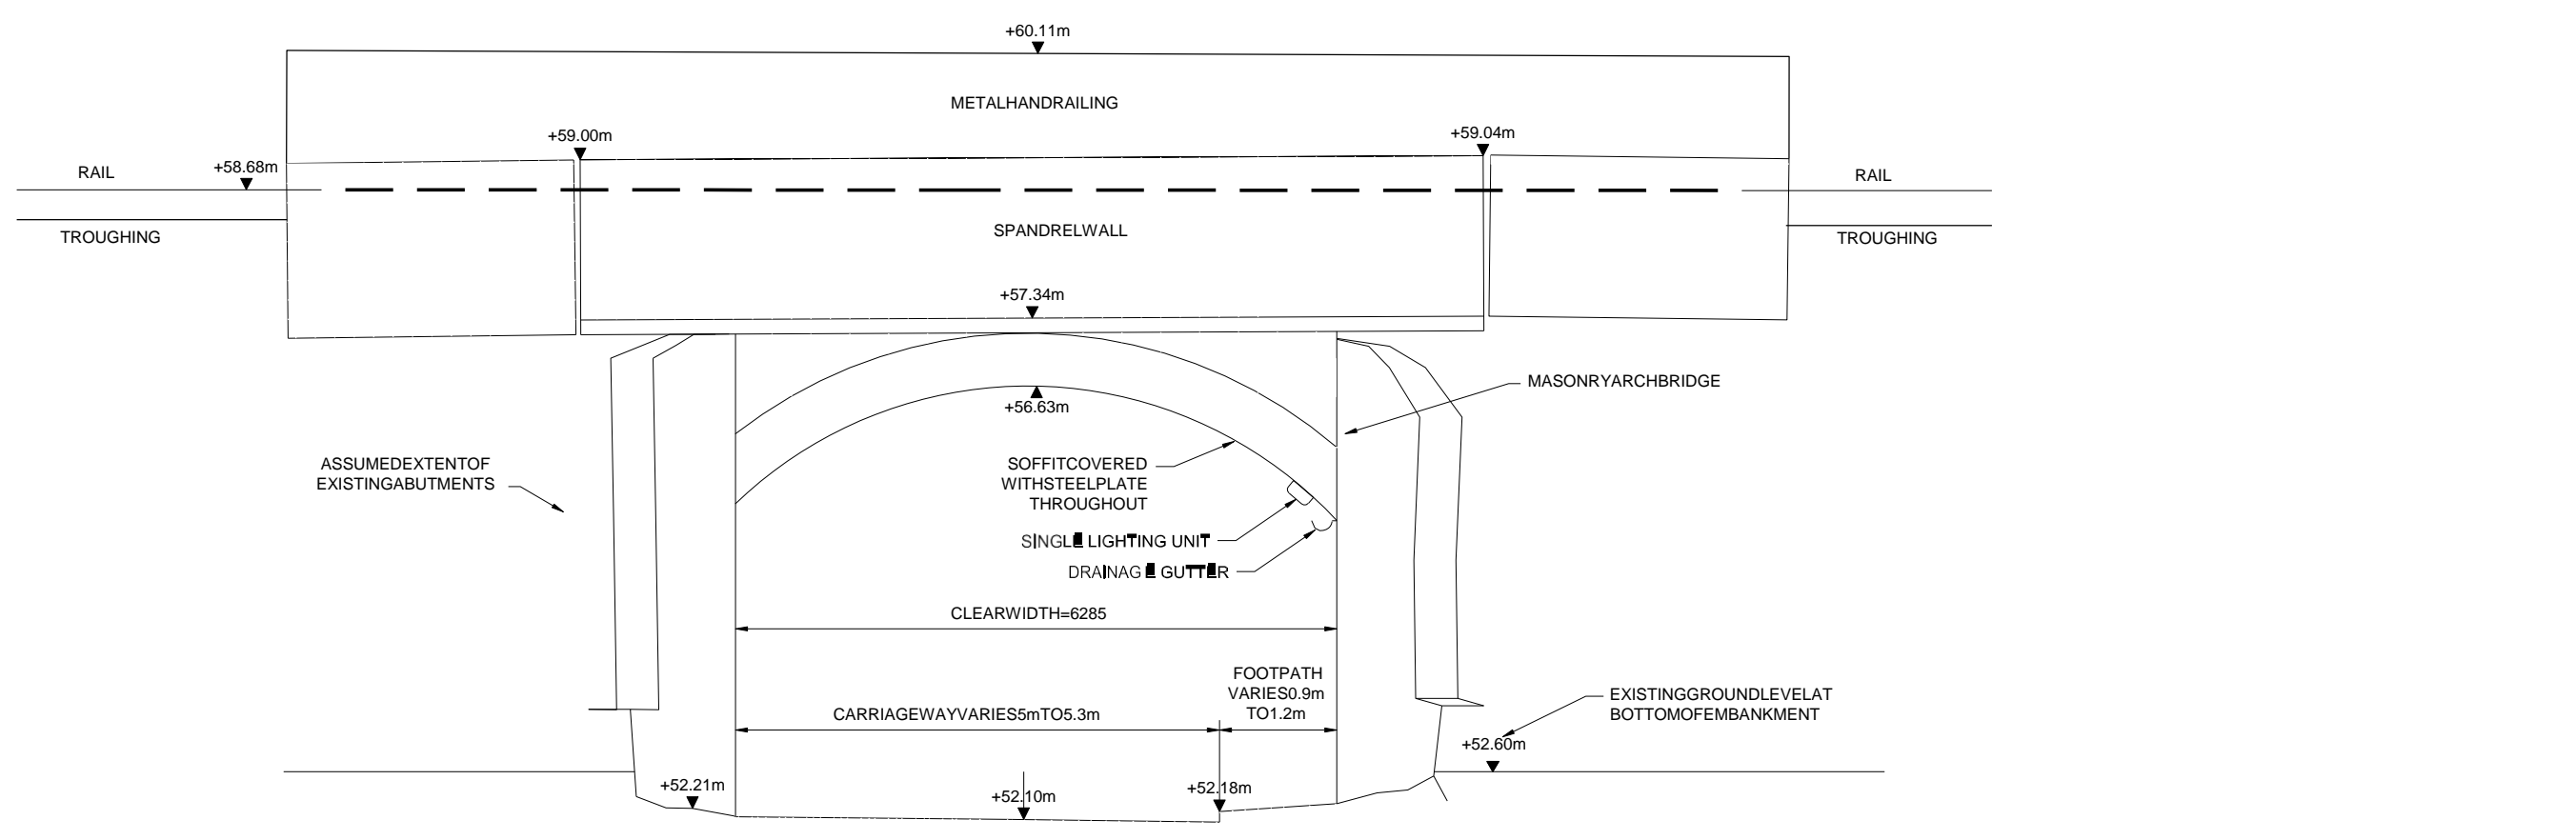 +60.11m
METALHANDRAILING
+59.00m
+59.04m
RAIL
+58.68m
RAIL
TROUGHING
SPANDRELWALL
TROUGHING
+57.34m
MASONRYARCHBRIDGE
+56.63m
ASSUMEDEXTENTOF
EXISTINGABUTMENTS
SOFFITCOVERED
WITHSTEELPLATE
THROUGHOUT
SINGLE LIGHTING UNIT
DRAINAGE GUTTER
CLEARWIDTH=6285
FOOTPATH
VARIES0.9m
TO1.2m
CARRIAGEWAYVARIES5mTO5.3m
EXISTINGGROUNDLEVELAT
BOTTOMOFEMBANKMENT
+52.60m
+52.21m
+52.10m
+52.18m